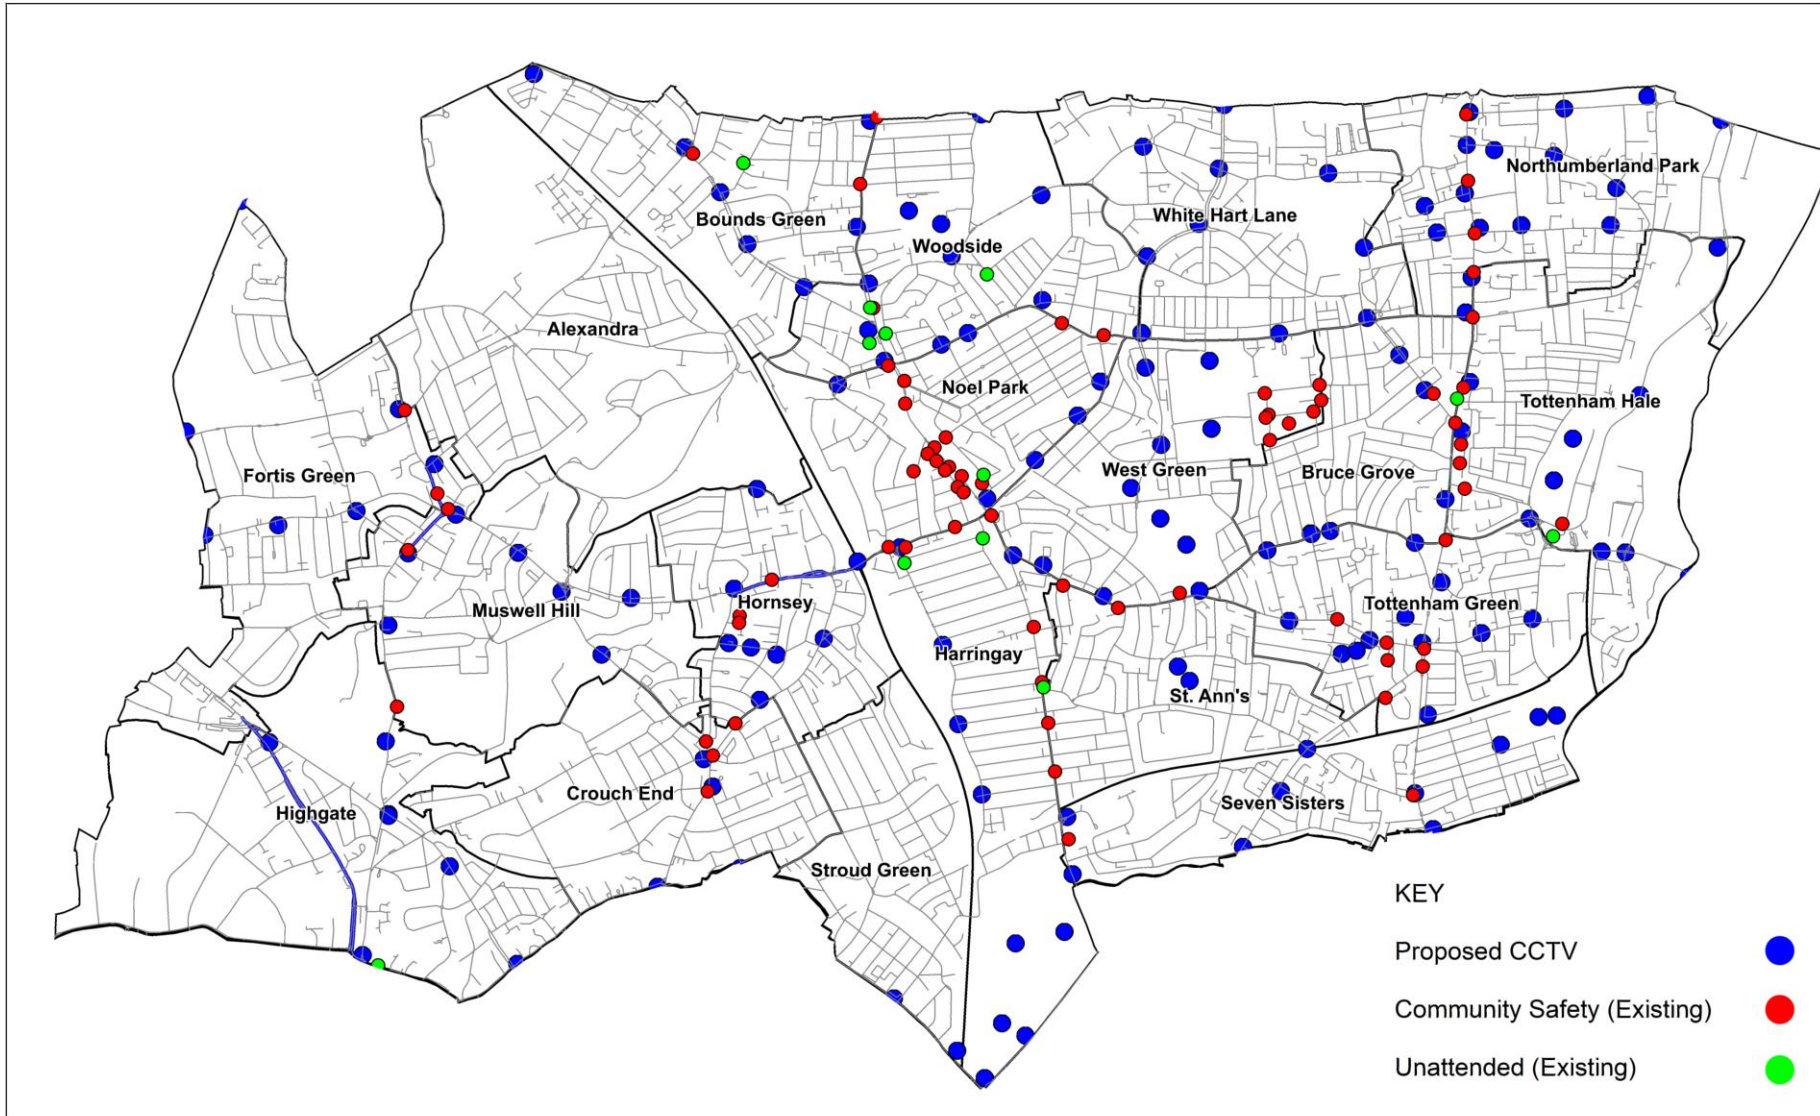 Northumberland Park
Bounds Green
White Hart Lane
Woodside
Alexandra
Noel Park
Tottenham Hale
Fortis Green
West Green
Bruce Grove
Hornsey
Tottenham Green
Muswell Hill
Harringay
St. Ann's
Crouch End
Seven Sisters
Highgate
Stroud Green
KEY
Proposed CCTV
Community Safety (Existing)
Unattended (Existing)